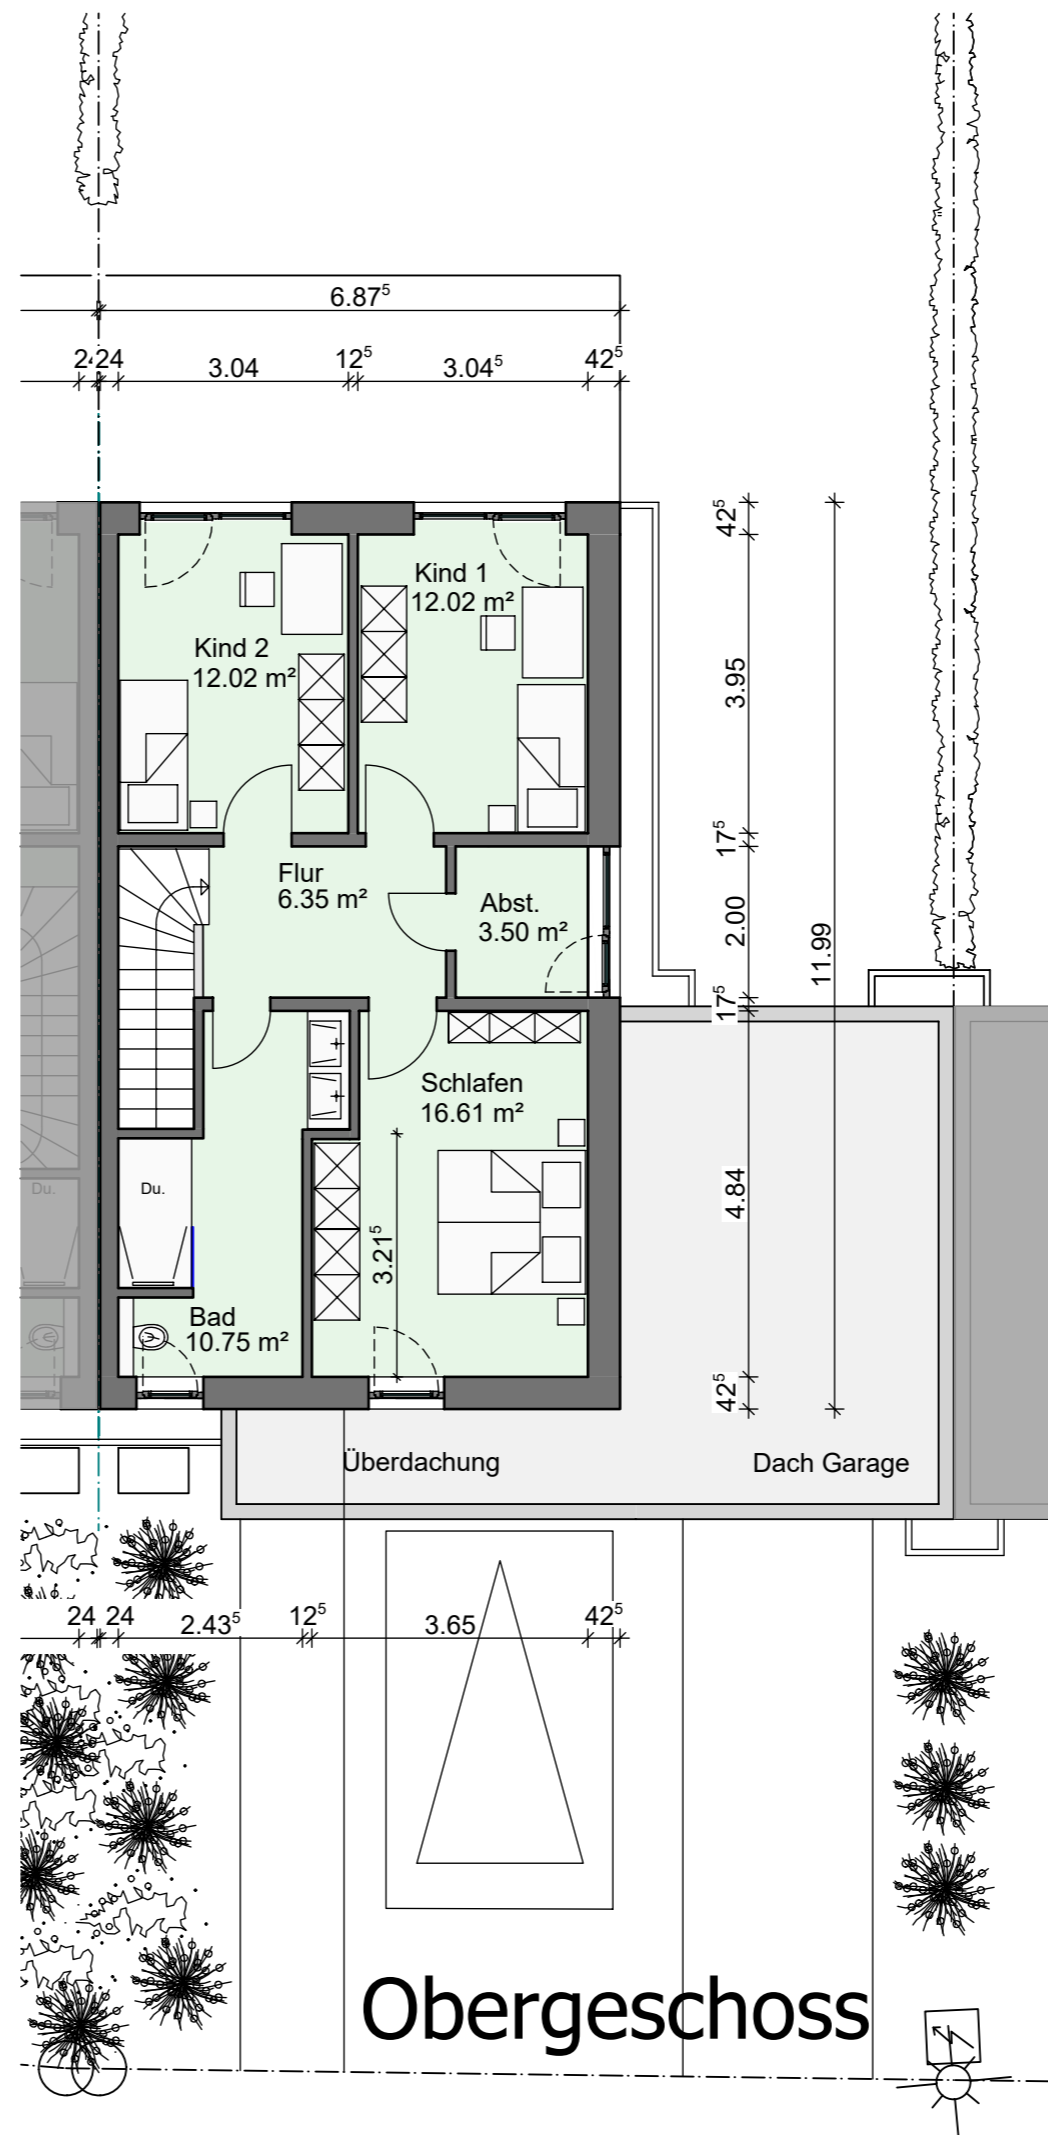 6.87⁵
24 24 3.04 12⁵ 3.04⁵ 42⁵
42⁵
Kind 1
12.02 m²
Kind 2
12.02 m²
3.95
17⁵
Flur
6.35 m²
Abst.
3.50 m²
2.00
11.99
17⁵
Schlafen
16.61 m²
Du.
Du.
4.84
3.21⁵
Bad
10.75 m²
42⁵
Überdachung
Dach Garage
24 24 2.43⁵ 12⁵ 3.65 42⁵
Obergeschoss